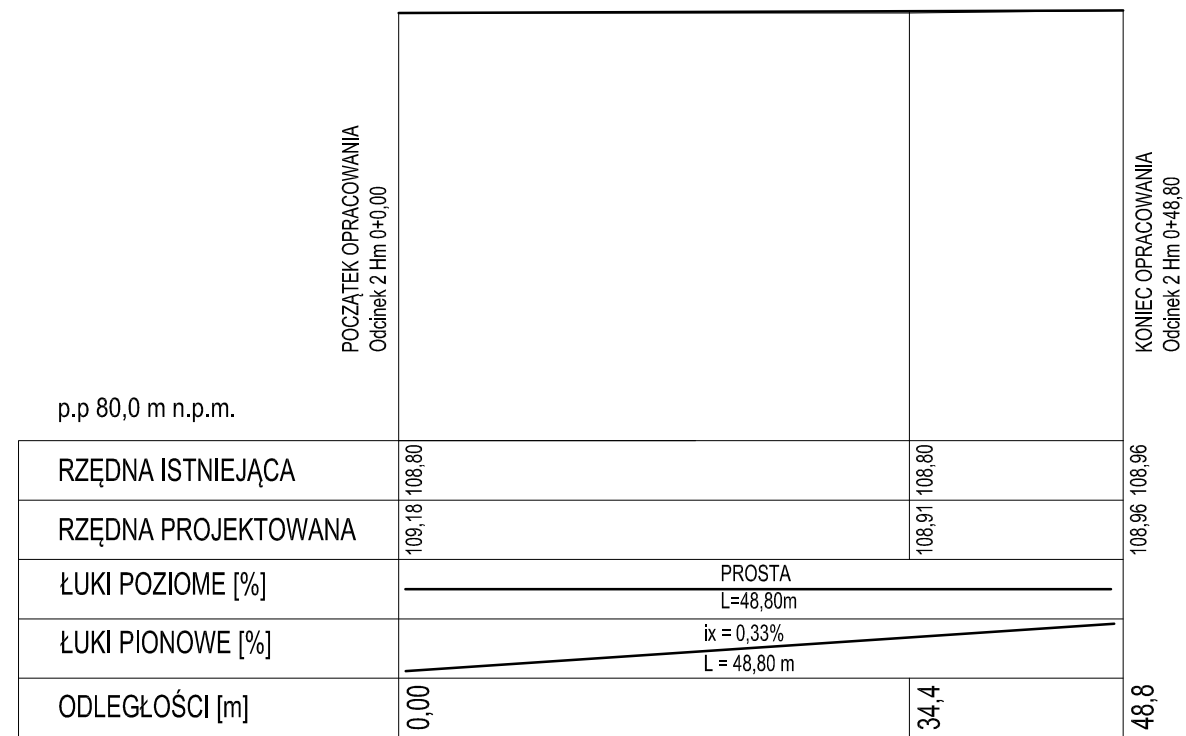 POCZĄTEK OPRACOWANIA
Odcinek 2 Hm 0+0,00
KONIEC OPRACOWANIA
Odcinek 2 Hm 0+48,80
p.p 80,0 m n.p.m.
RZĘDNA ISTNIEJĄCA 108,80 108,80 108,96
RZĘDNA PROJEKTOWANA 109,18 108,91 108,96
ŁUKI POZIOME [%] PROSTA
L=48,80m
ŁUKI PIONOWE [%] ix = 0,33%
L = 48,80 m
ODLEGŁOŚCI [m] 0,00 34,4 48,8